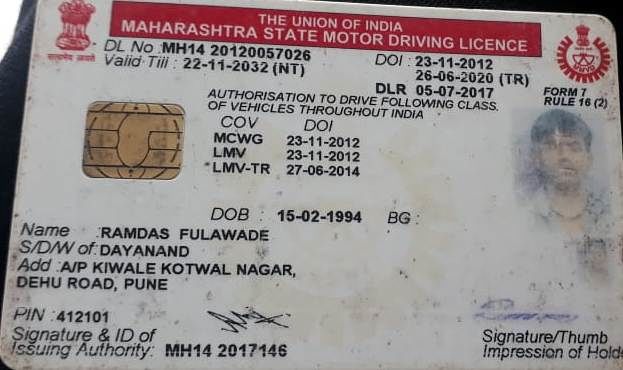 THE UNION OF INDIA
MAHARASHTRA STATE MOTOR DRIVING LICENCE
DL No : MH14 20120057026 DOI : 23-11-2012
Valid Till : 22-11-2032 (NT) 26-06-2020 (TR)
DLR 05-07-2017
FORM 7
RULE 16 (2)
AUTHORISATION TO DRIVE FOLLOWING CLASS
OF VEHICLES THROUGHOUT INDIA
COV DOI
MCWG 23-11-2012
LMV 23-11-2012
LMV-TR 27-06-2014
DOB : 15-02-1994 BG :
Name : RAMDAS FULAWADE
S/D/W of : DAYANAND
Add : A/P KIWALE KOTWAL NAGAR,
DEHU ROAD, PUNE
PIN : 412101
Signature & ID of
Issuing Authority: MH14 2017146
Signature/Thumb
Impression of Hold